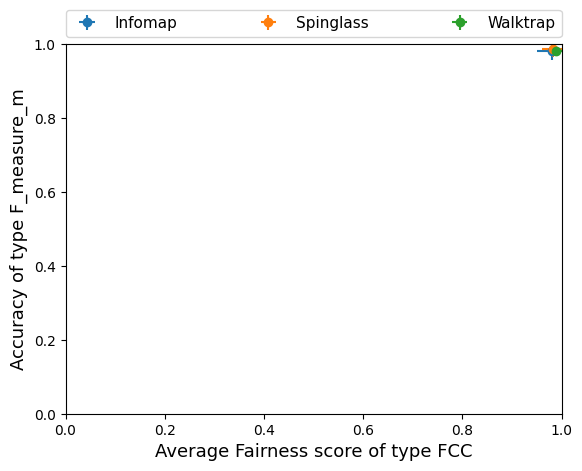 Infomap Spinglass Walktrap
1.0
0.8
0.6
0.4
0.2
0.0
Accuracy of type F_measure_m
0.0 0.2 0.4 0.6 0.8 1.0
Average Fairness score of type FCC